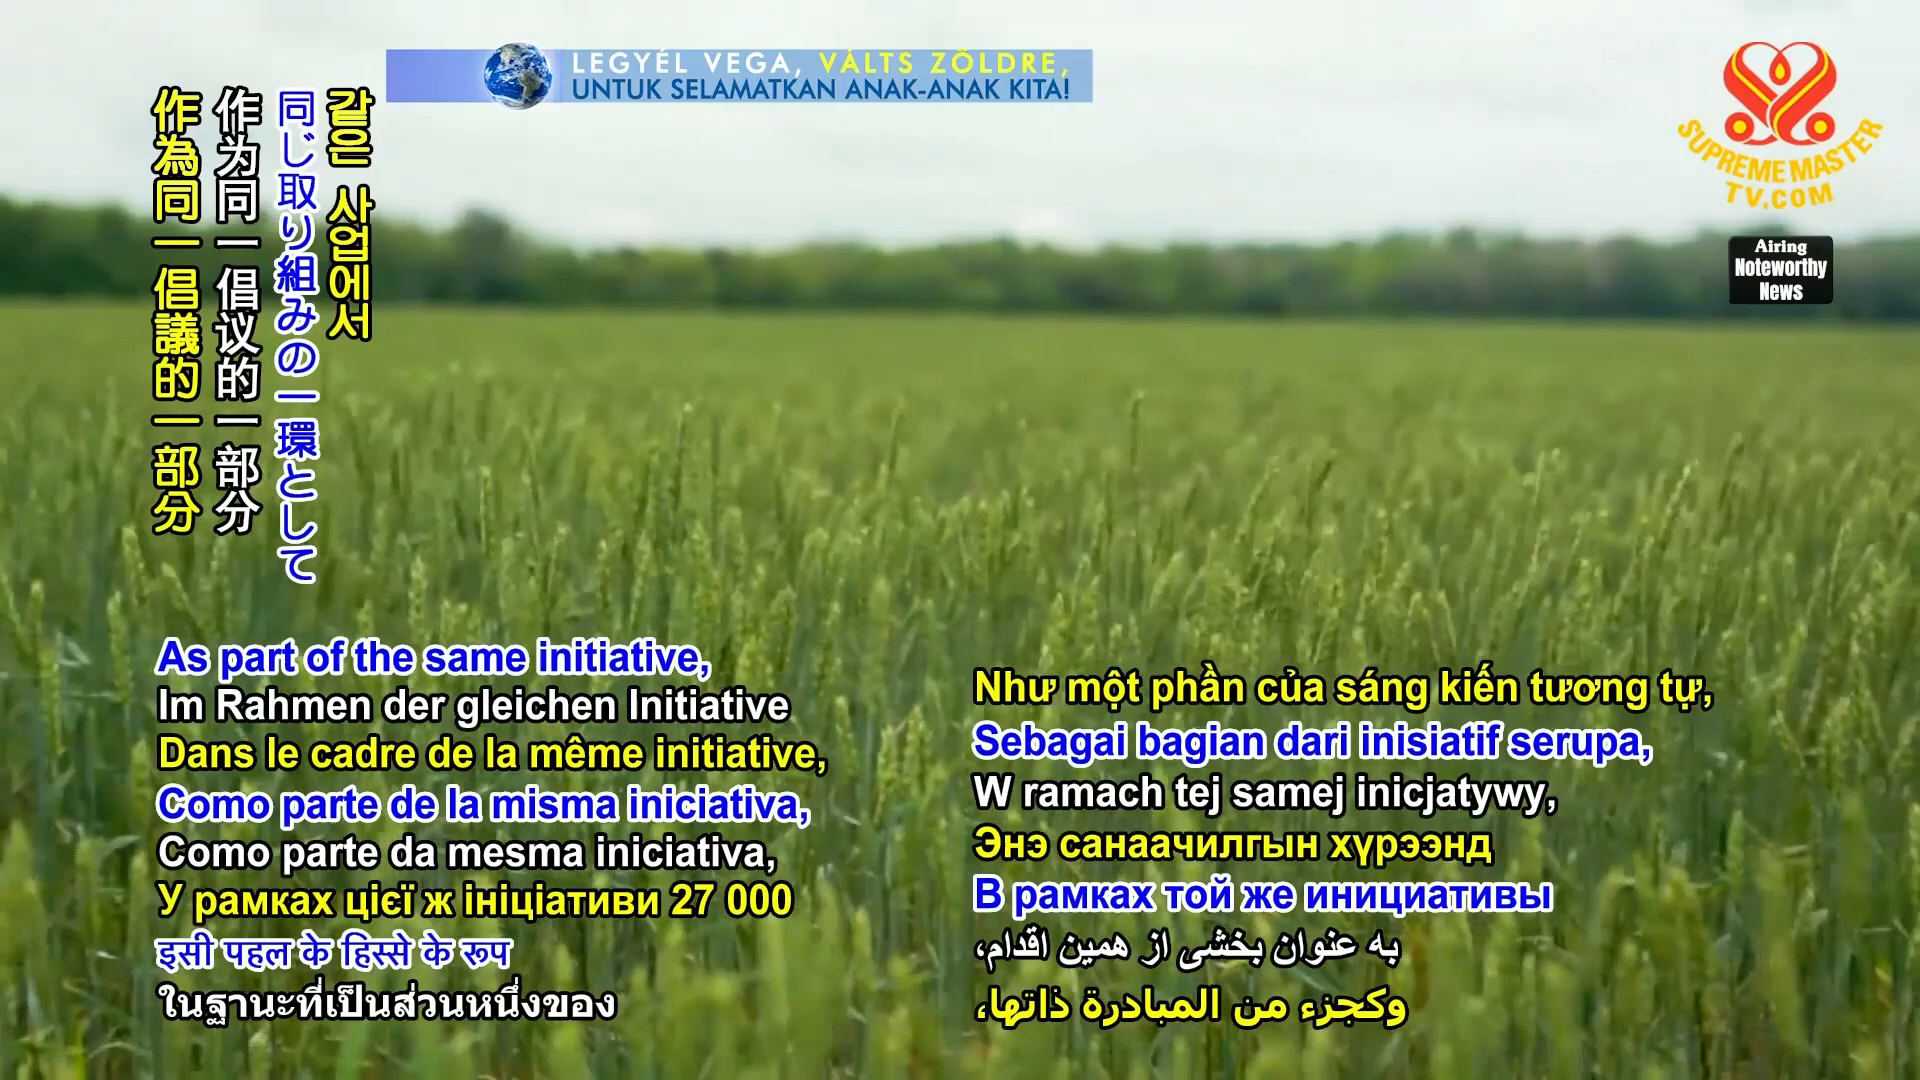 LEGYÉL VEGA, VÁLTS ZÖLDRE,
UNTUK SELAMATKAN ANAK-ANAK KITA!
SUPREME MASTER
TV.COM
Airing
Noteworthy
News
같은 사업에서
同じ取り組みの一環として
作为同一倡议的一部分
作為同一倡議的一部分
As part of the same initiative,
Im Rahmen der gleichen Initiative
Dans le cadre de la même initiative,
Como parte de la misma iniciativa,
Como parte da mesma iniciativa,
У рамках цієї ж ініціативи 27 000
इसी पहल के हिस्से के रूप
ในฐานะที่เป็นส่วนหนึ่งของ
Như một phần của sáng kiến tương tự,
Sebagai bagian dari inisiatif serupa,
W ramach tej samej inicjatywy,
Энэ санаачилгын хүрээнд
В рамках той же инициативы
به عنوان بخشی از همین اقدام،
وكجزء من المبادرة ذاتها،